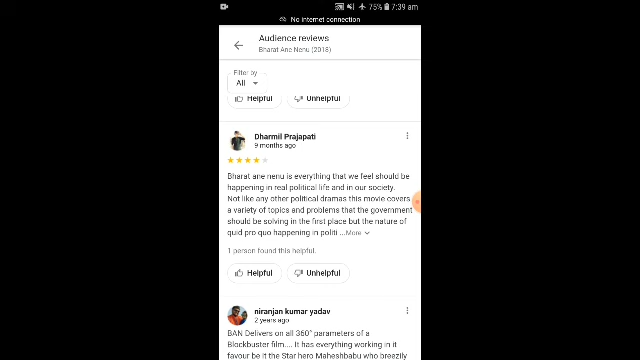 75% 7:39 am
No internet connection
Audience reviews
Bharat Ane Nenu (2018)
Filter by
All
Helpful Unhelpful
Dharmil Prajapati
9 months ago
Bharat ane nenu is everything that we feel should be
happening in real political life and in our society.
Not like any other political dramas this movie covers
a variety of topics and problems that the government
should be solving in the first place but the nature of
quid pro quo happening in politi ...More
1 person found this helpful.
Helpful Unhelpful
niranjan kumar yadav
2 years ago
BAN Delivers on all 360° parameters of a
Blockbuster film.... It has everything working in it
favour be it the Star hero Maheshbabu who breezily